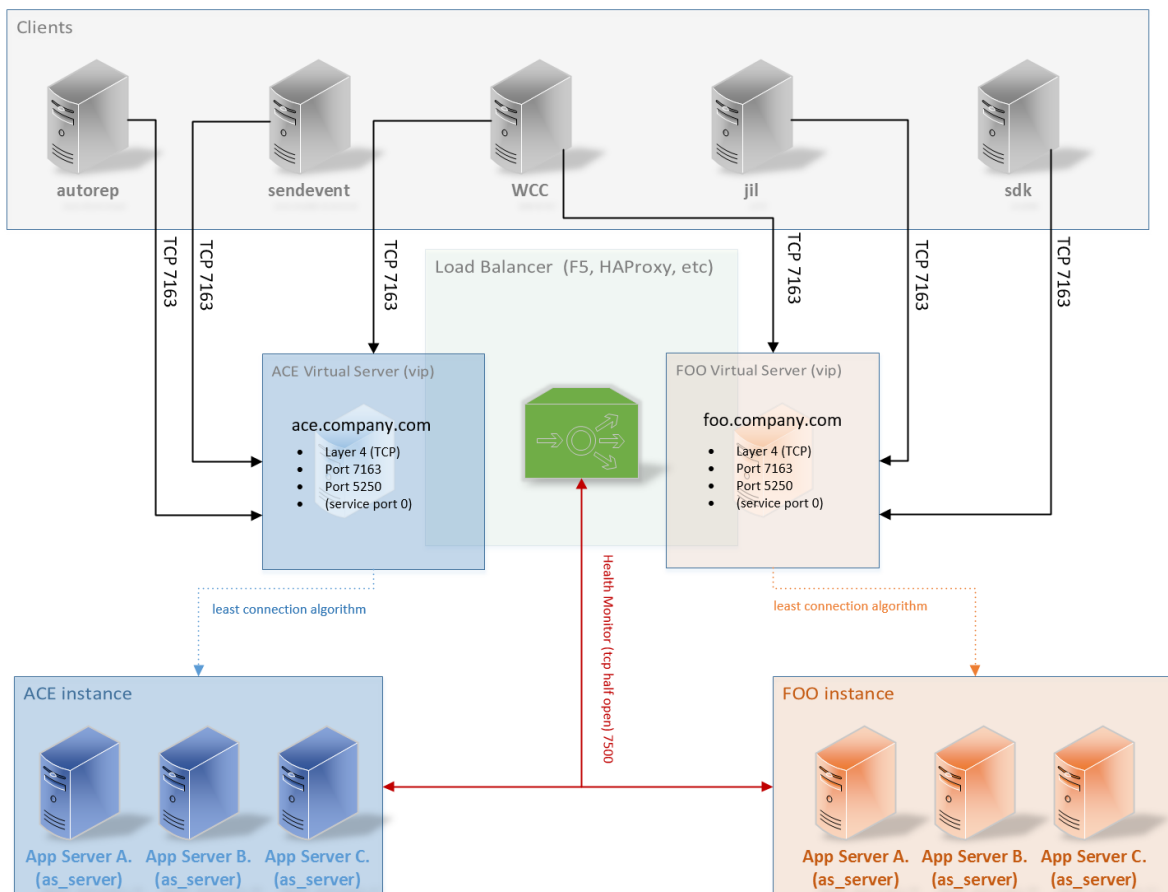 Clients
autorep
sendevent
WCC
jil
sdk
TCP 7163
TCP 7163
TCP 7163
TCP 7163
TCP 7163
TCP 7163
Load Balancer (F5, HAProxy, etc)
ACE Virtual Server (vip)
ace.company.com
• Layer 4 (TCP)
• Port 7163
• Port 5250
• (service port 0)
FOO Virtual Server (vip)
foo.company.com
• Layer 4 (TCP)
• Port 7163
• Port 5250
• (service port 0)
least connection algorithm
least connection algorithm
Health Monitor (tcp half open) 7500
ACE instance
App Server A.
(as_server)
App Server B.
(as_server)
App Server C.
(as_server)
FOO instance
App Server A.
(as_server)
App Server B.
(as_server)
App Server C.
(as_server)